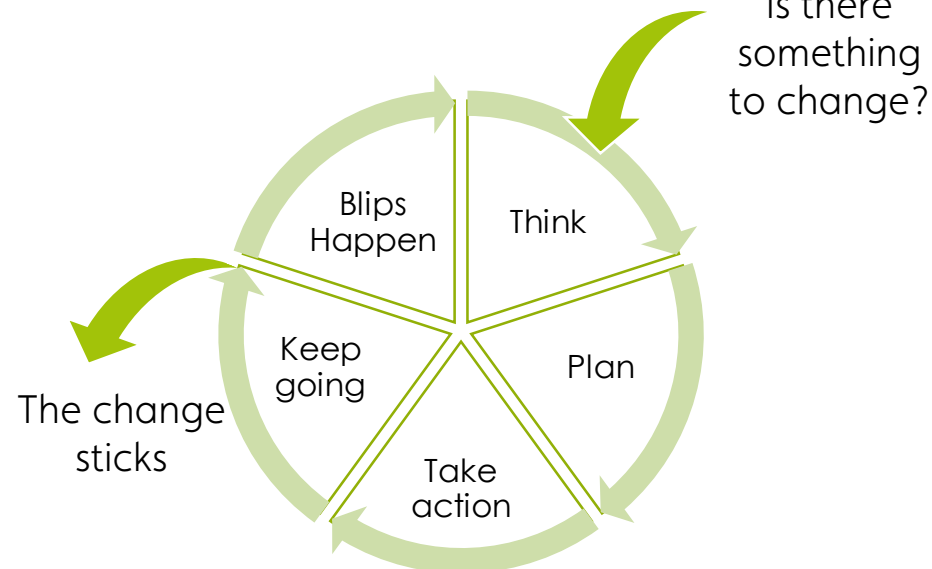 Is there
something
to change?
Blips
Happen
Think
Keep
going
Plan
The change
sticks
Take
action